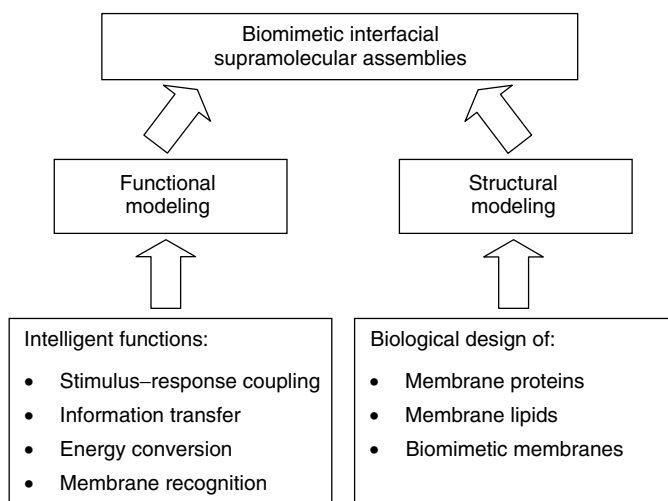 Biomimetic interfacial
supramolecular assemblies
Functional
modeling
Structural
modeling
Intelligent functions:
• Stimulus–response coupling
• Information transfer
• Energy conversion
• Membrane recognition
Biological design of:
• Membrane proteins
• Membrane lipids
• Biomimetic membranes